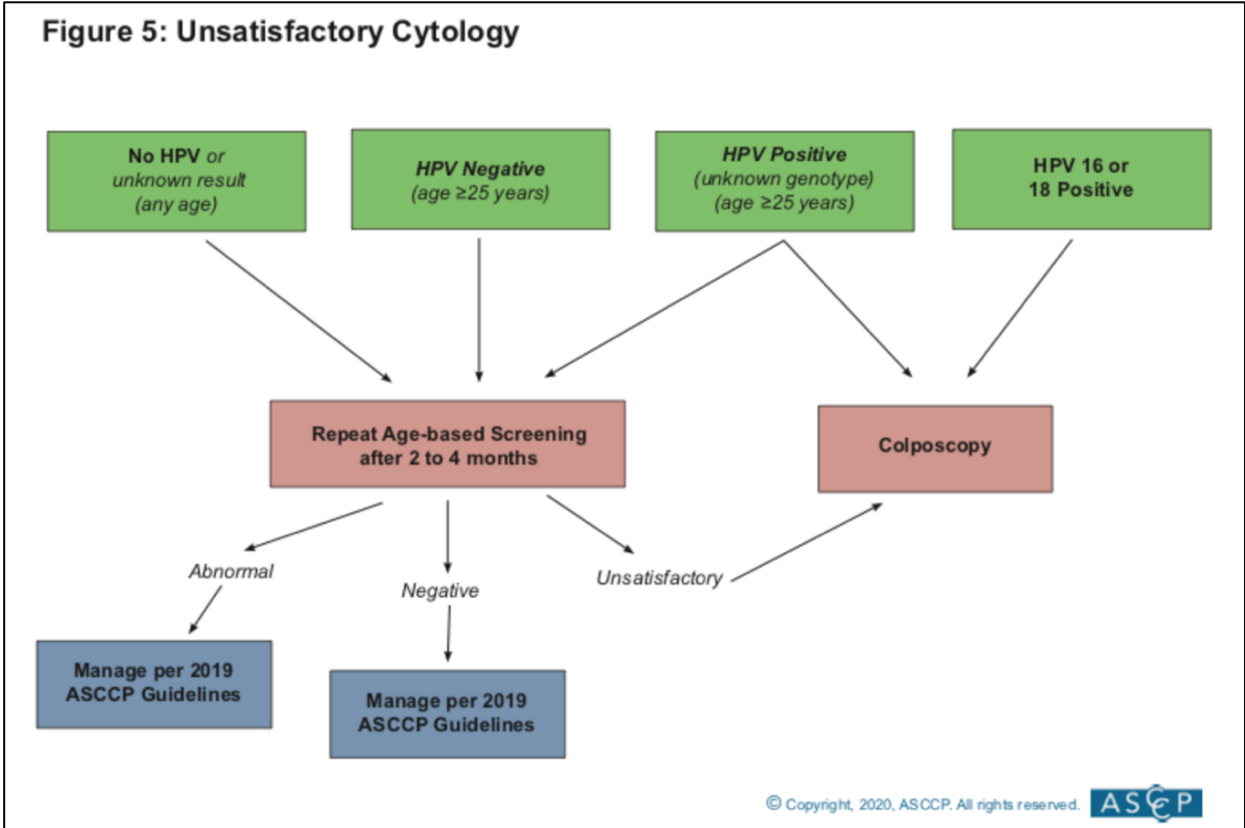 Figure 5: Unsatisfactory Cytology
No HPV or
unknown result
(any age)
HPV Negative
(age ≥25 years)
HPV Positive
(unknown genotype)
(age ≥25 years)
HPV 16 or
18 Positive
Repeat Age-based Screening
after 2 to 4 months
Colposcopy
Abnormal
Negative
Unsatisfactory
Manage per 2019
ASCCP Guidelines
Manage per 2019
ASCCP Guidelines
© Copyright, 2020, ASCCP. All rights reserved.
ASCCP